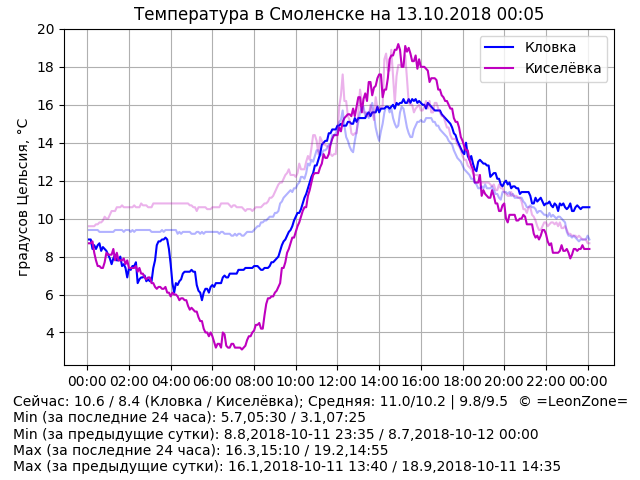 Температура в Смоленске на 13.10.2018 00:05
градусов Цельсия, °C
20
18
16
14
12
10
8
6
4
Кловка
Киселёвка
00:00 02:00 04:00 06:00 08:00 10:00 12:00 14:00 16:00 18:00 20:00 22:00 00:00
Сейчас: 10.6 / 8.4 (Кловка / Киселёвка); Средняя: 11.0/10.2 | 9.8/9.5 © =LeonZone=
Min (за последние 24 часа): 5.7,05:30 / 3.1,07:25
Min (за предыдущие сутки): 8.8,2018-10-11 23:35 / 8.7,2018-10-12 00:00
Max (за последние 24 часа): 16.3,15:10 / 19.2,14:55
Max (за предыдущие сутки): 16.1,2018-10-11 13:40 / 18.9,2018-10-11 14:35